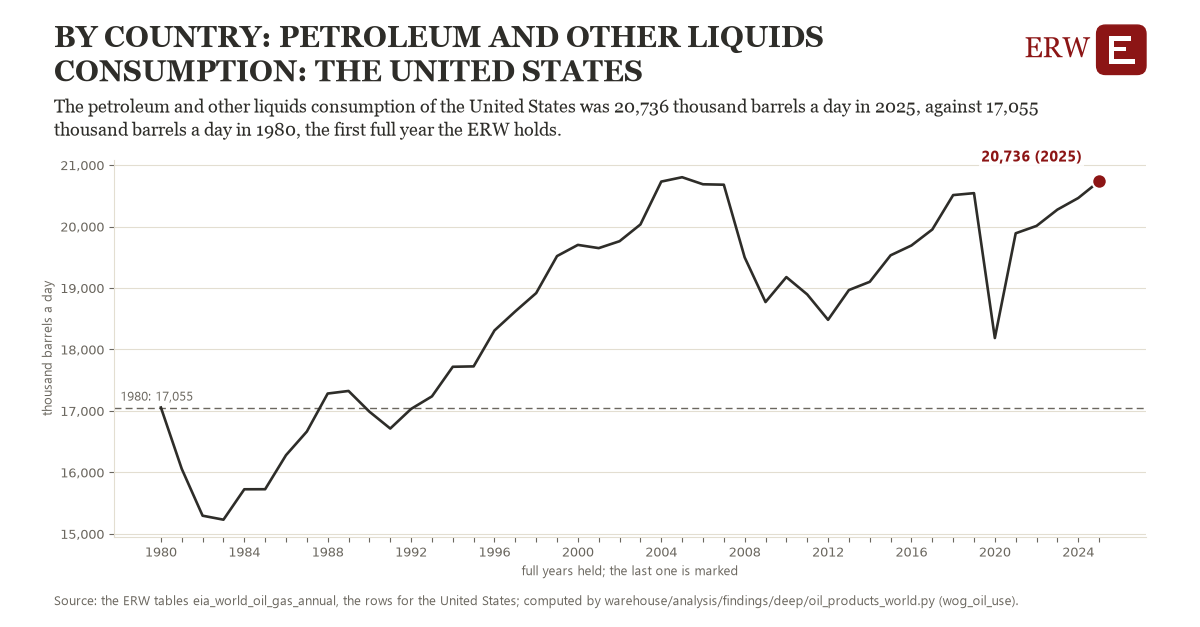 BY COUNTRY: PETROLEUM AND OTHER LIQUIDS
CONSUMPTION: THE UNITED STATES
ERW E
The petroleum and other liquids consumption of the United States was 20,736 thousand barrels a day in 2025, against 17,055
thousand barrels a day in 1980, the first full year the ERW holds.
20,736 (2025)
21,000
20,000
19,000
18,000
17,000
16,000
15,000
thousand barrels a day
1980: 17,055
1980 1984 1988 1992 1996 2000 2004 2008 2012 2016 2020 2024
full years held; the last one is marked
Source: the ERW tables eia_world_oil_gas_annual, the rows for the United States; computed by warehouse/analysis/findings/deep/oil_products_world.py (wog_oil_use).